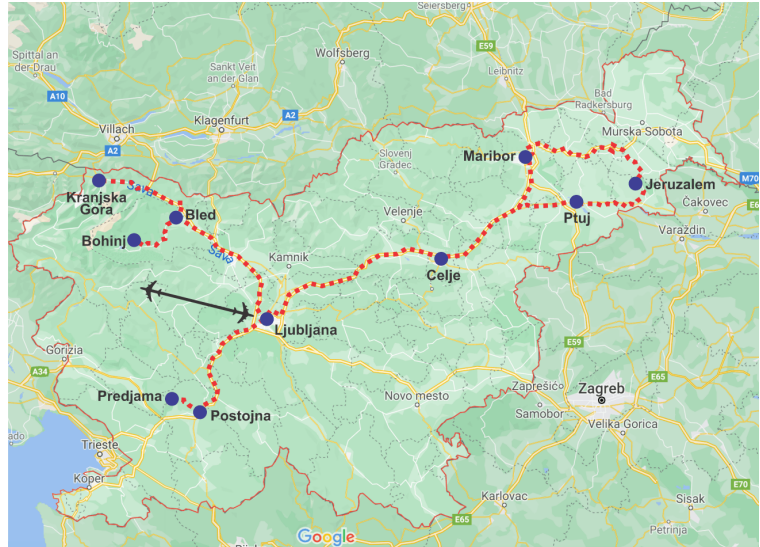 Seiersberg
E59
Wolfsberg
Spittal an
der Drau
Sankt Veit
an der Glan
Leibnitz
A10
Bad
Radkersburg
Klagenfurt
A2
Villach
A2
Murska Sobota
Maribor
Slovenj
Gradec
M70
Kranjska
Gora
Sava
Jeruzalem
E6
Čakovec
Bled
Velenje
Ptuj
Varaždin
Bohinj
Sava
Kamnik
Celje
Ljubljana
E59
Gorizia
A34
E65
Zaprešić
Zagreb
Predjama
Novo mesto
Samobor
Postojna
Velika Gorica
Trieste
Koper
E70
Karlovac
Sisak
E65
Petrinja
Google